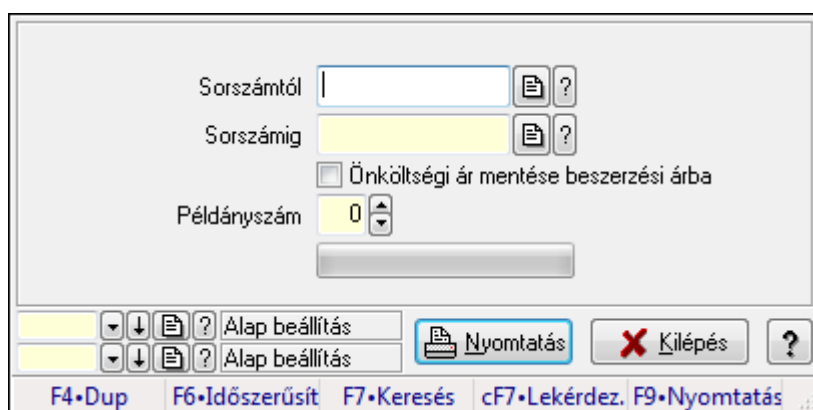 Sorszámtól ?
Sorszámig ?
Önköltségi ár mentése beszerzési árba
Példányszám 0
? Alap beállítás
? Alap beállítás
Nyomtatás Kilépés ?
F4•Dup F6•Időszerűsít F7•Keresés cF7•Lekérdez. F9•Nyomtatás